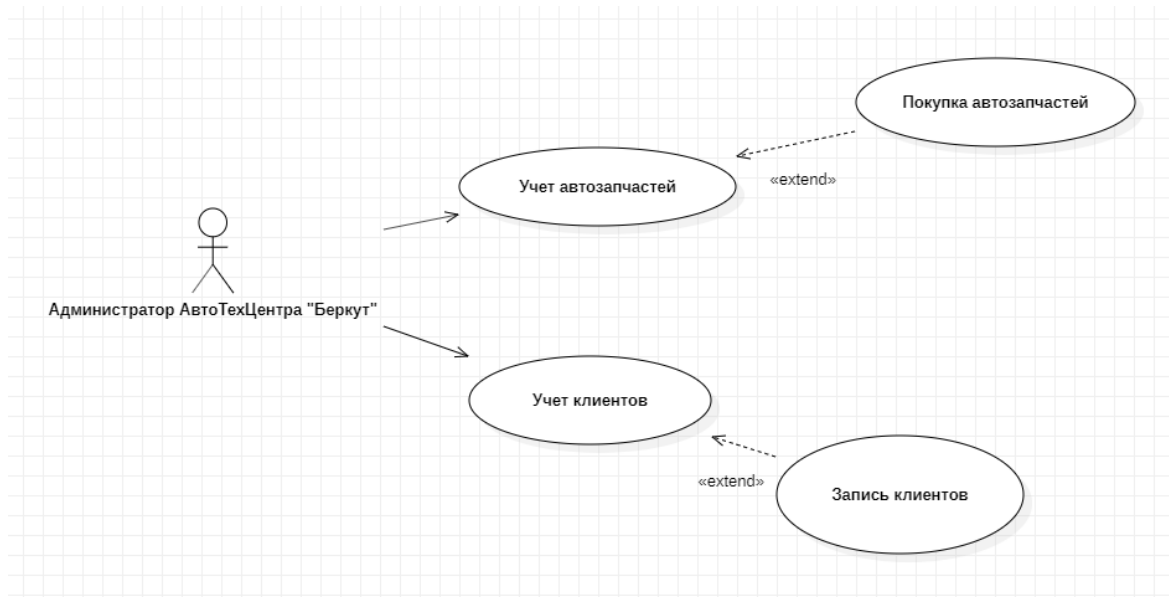 Покупка автозапчастей
Учет автозапчастей
«extend»
Администратор АвтоТехЦентра "Беркут"
Учет клиентов
«extend»
Запись клиентов